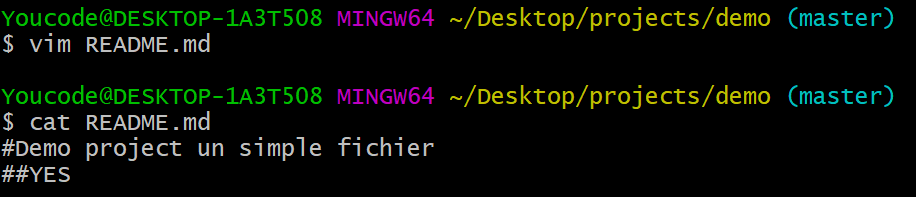 Youcode@DESKTOP-1A3T508 MINGW64 ~/Desktop/projects/demo (master)
$ vim README.md
Youcode@DESKTOP-1A3T508 MINGW64 ~/Desktop/projects/demo (master)
$ cat README.md
#Demo project un simple fichier
##YES